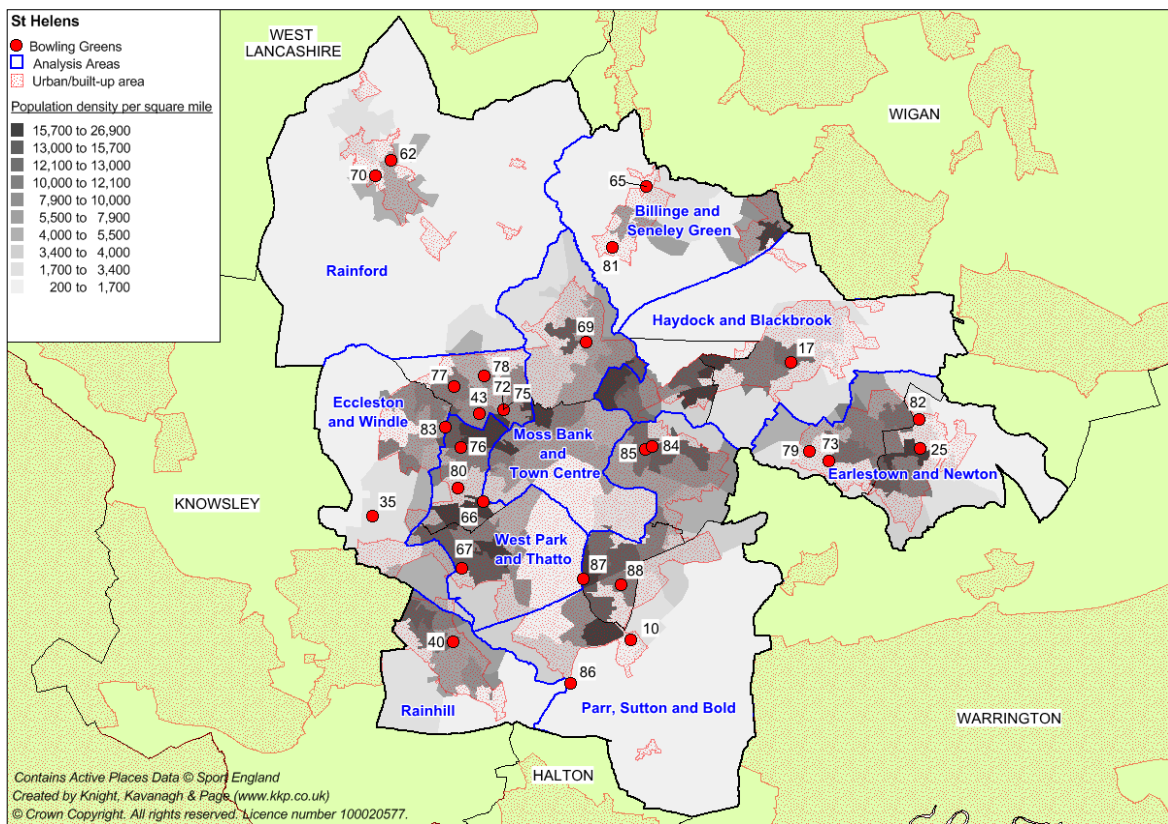 St Helens
Bowling Greens
Analysis Areas
Urban/built-up area
Population density per square mile
15,700 to 26,900
13,000 to 15,700
12,100 to 13,000
10,000 to 12,100
7,900 to 10,000
5,500 to 7,900
4,000 to 5,500
3,400 to 4,000
1,700 to 3,400
200 to 1,700
WEST
LANCASHIRE
WIGAN
62
70
65
Billinge and
Seneley Green
81
Rainford
Haydock and Blackbrook
69
17
78
77
72
75
43
Eccleston
and Windle
82
83
Moss Bank
and
Town Centre
76
85
84
79
73
25
Earlestown and Newton
80
KNOWSLEY
35
66
West Park
and Thatto
67
87
88
10
40
86
Rainhill
Parr, Sutton and Bold
WARRINGTON
HALTON
Contains Active Places Data © Sport England
Created by Knight, Kavanagh & Page (www.kkp.co.uk)
© Crown Copyright. All rights reserved. Licence number 100020577.